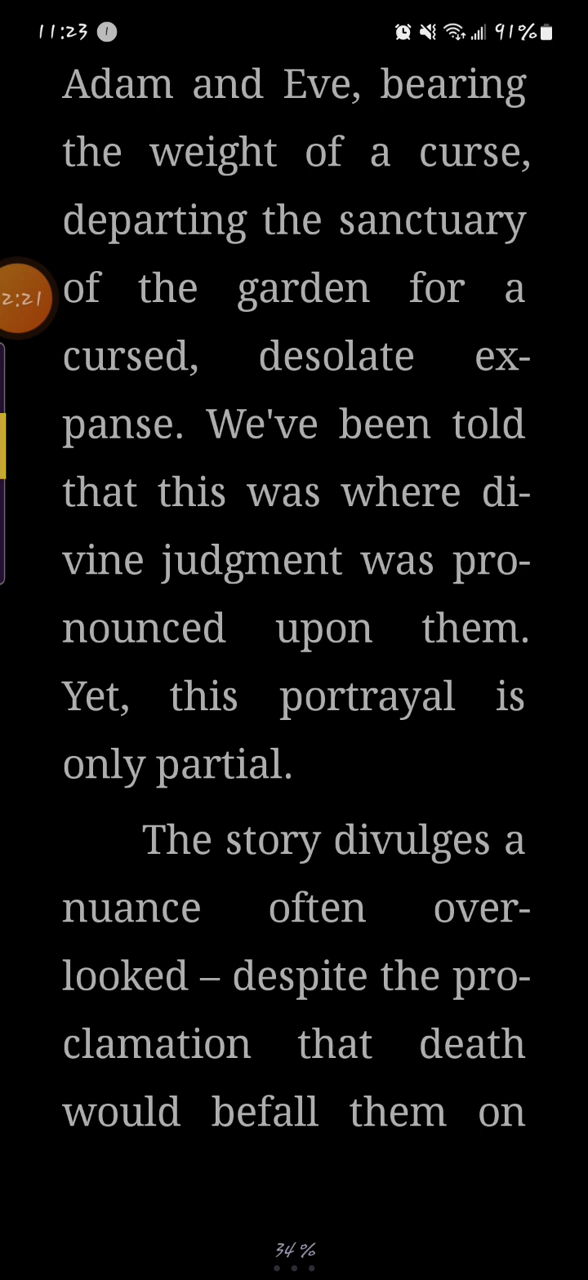 11:23
91%
Adam and Eve, bearing
the weight of a curse,
departing the sanctuary
2:21
of the garden for a
cursed, desolate ex-
panse. We've been told
that this was where di-
vine judgment was pro-
nounced upon them.
Yet, this portrayal is
only partial.
The story divulges a
nuance often over-
looked – despite the pro-
clamation that death
would befall them on
34%